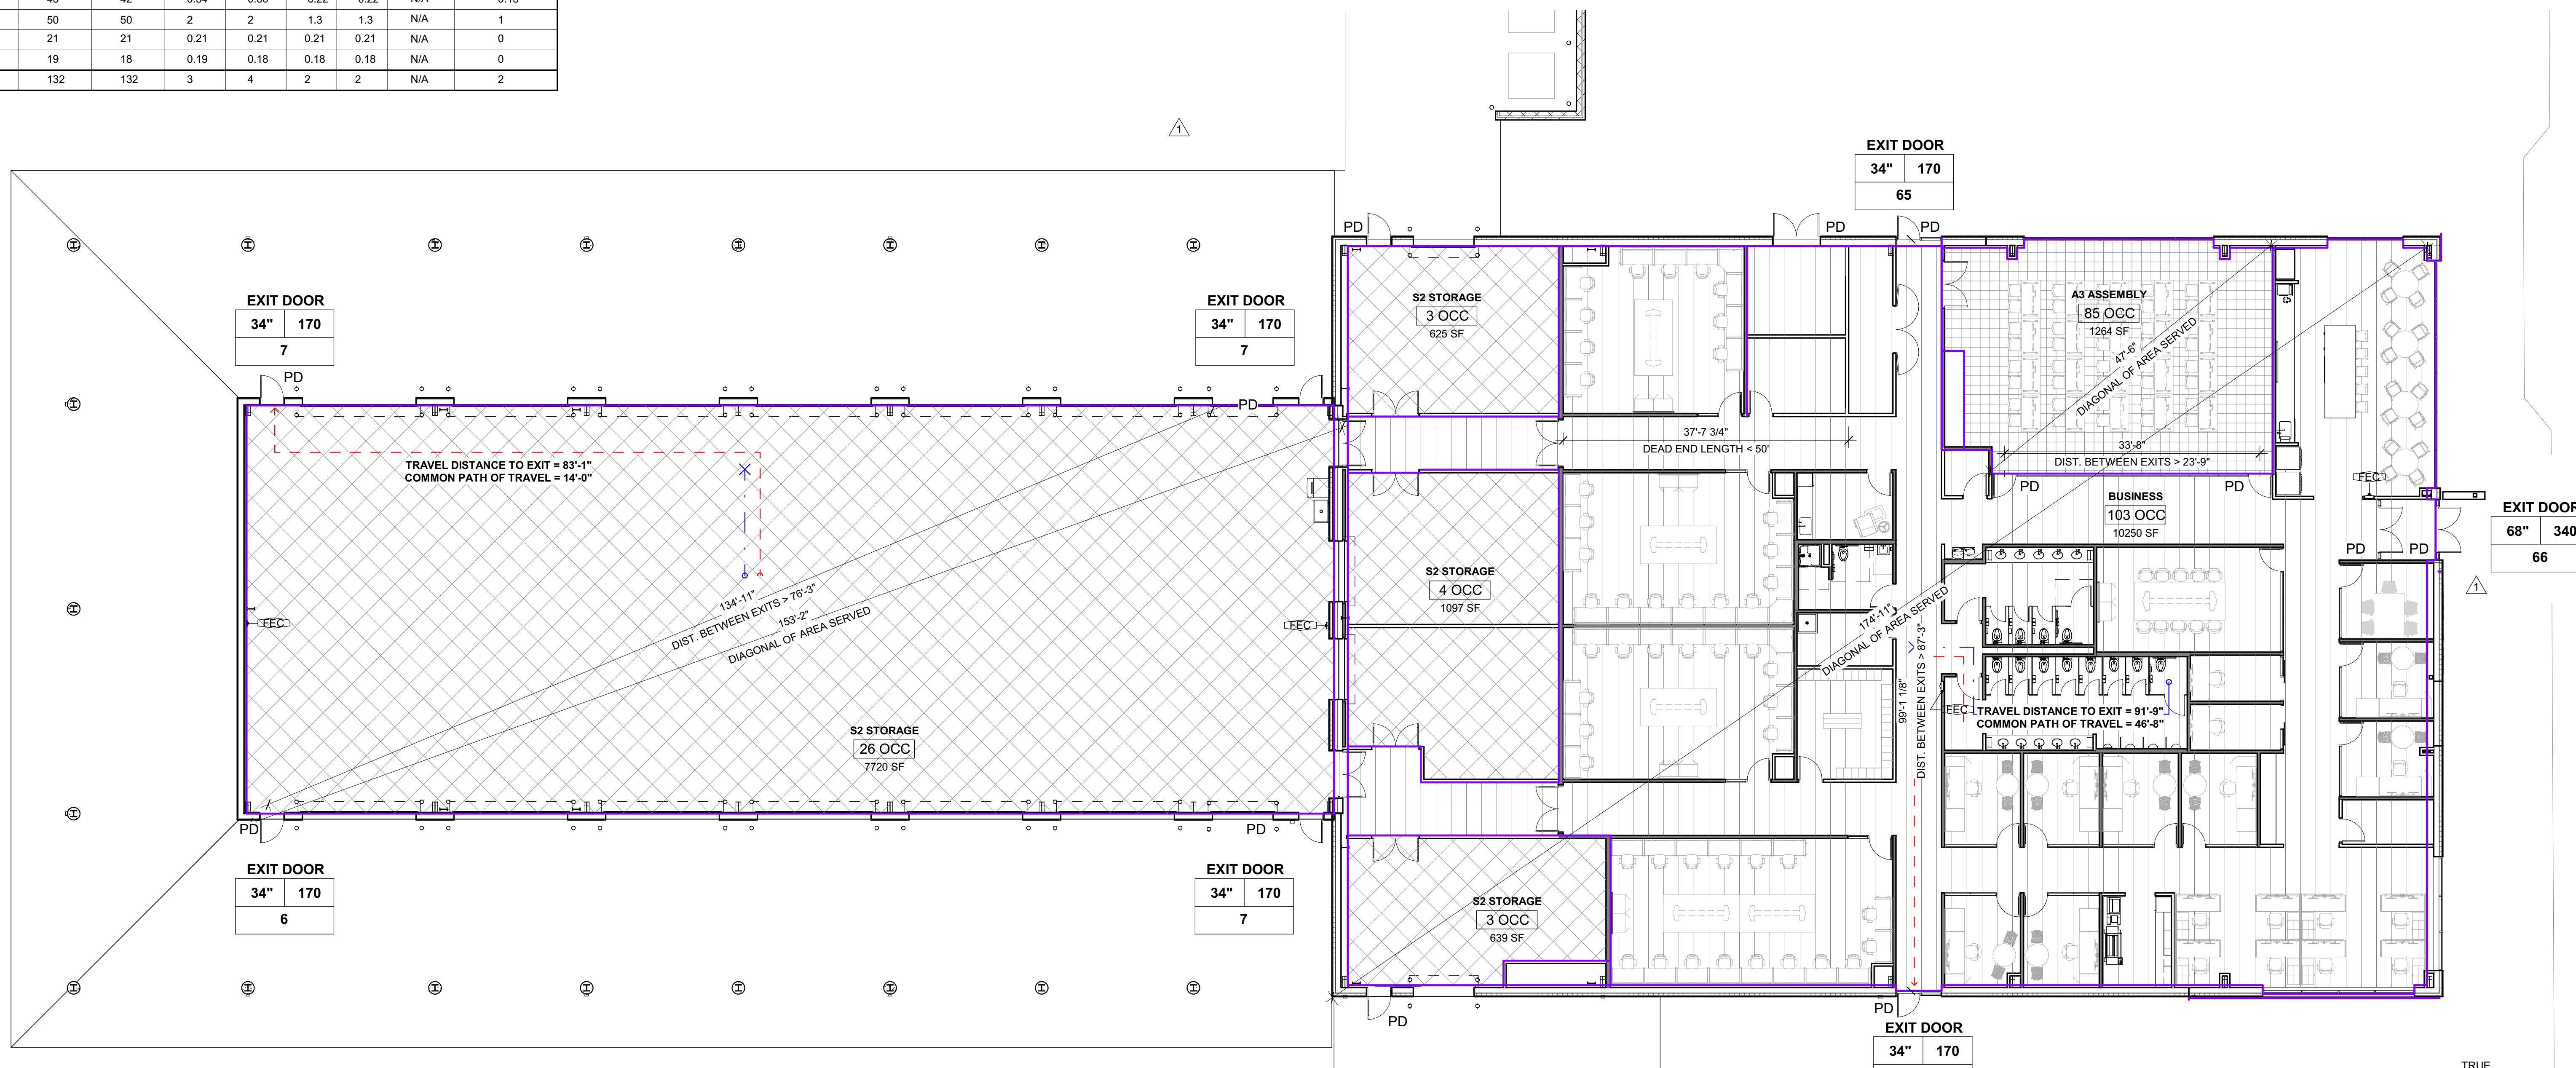 50 50 2 2 1.3 1.3 N/A 1
21 21 0.21 0.21 0.21 0.21 N/A 0
19 18 0.19 0.18 0.18 0.18 N/A 0
132 132 3 4 2 2 N/A 2
1
EXIT DOOR
34" 170
65
PD
PD
PD
EXIT DOOR
34" 170
7
PD
EXIT DOOR
34" 170
7
PD
S2 STORAGE
3 OCC
625 SF
A3 ASSEMBLY
85 OCC
1264 SF
47'-6"
DIAGONAL OF AREA SERVED
37'-7 3/4"
DEAD END LENGTH < 50'
33'-8"
DIST. BETWEEN EXITS > 23'-9"
TRAVEL DISTANCE TO EXIT = 83'-1"
COMMON PATH OF TRAVEL = 14'-0"
PD
PD
FEC
BUSINESS
103 OCC
10250 SF
EXIT DOOR
68" 340
66
PD
PD
1
S2 STORAGE
4 OCC
1097 SF
134'-11"
DIST. BETWEEN EXITS > 76'-3"
153'-2"
DIAGONAL OF AREA SERVED
FEC
FEC
174'-11"
DIAGONAL OF AREA SERVED
99'-1 1/8"
DIST. BETWEEN EXITS > 87'-3"
FEC
TRAVEL DISTANCE TO EXIT = 91'-9"
COMMON PATH OF TRAVEL = 46'-8"
S2 STORAGE
26 OCC
7720 SF
PD
PD
EXIT DOOR
34" 170
6
EXIT DOOR
34" 170
7
S2 STORAGE
3 OCC
639 SF
PD
PD
EXIT DOOR
34" 170
TRUE